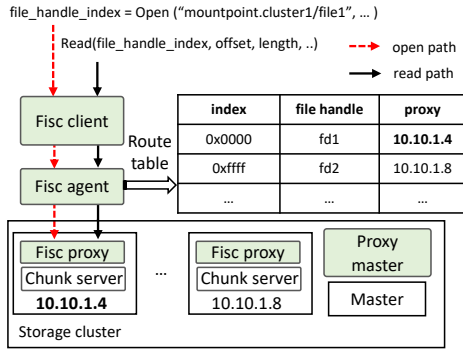 file_handle_index = Open (“mountpoint.cluster1/file1”, … )
Read(file_handle_index, offset, length, ..)
open path
read path
Fisc client
Route
table
Fisc agent
index file handle proxy
0x0000 fd1 10.10.1.4
0xffff fd2 10.10.1.8
… … …
Fisc proxy
Chunk server
10.10.1.4
...
Fisc proxy
Chunk server
10.10.1.8
Proxy
master
Master
Storage cluster